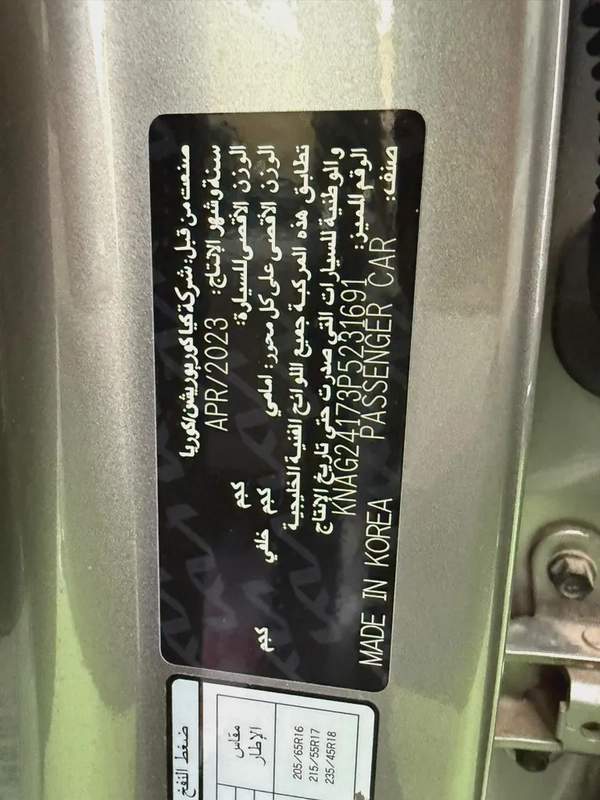 صنعت من قبل: شركة كيا كوربوريشن/كوريا
سنة وشهر الإنتاج: APR/2023
الوزن الأقصى للسيارة: كجم
الوزن الأقصى على كل محور: امامي كجم خلفي كجم
تطابق هذه المركبة جميع اللوائح الفنية الخليجية
والوطنية للسيارات التي صدرت حتى تاريخ الإنتاج
الرقم المميز: KNAG24173P5231691
صنف: PASSENGER CAR MADE IN KOREA
ضغط النفخ
مقاس الإطار
205/65R16
215/55R17
235/45R18